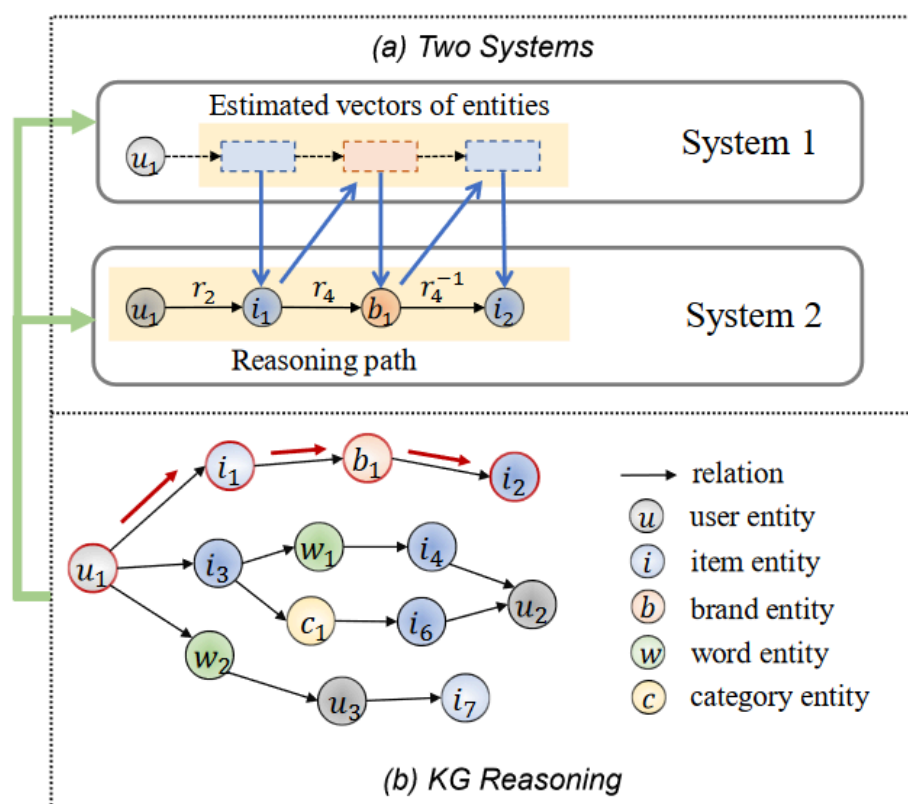 (a) Two Systems
Estimated vectors of entities
u₁
System 1
r₂ r₄ r₄⁻¹
u₁ i₁ b₁ i₂
System 2
Reasoning path
i₁ b₁ i₂
u₁ i₃ w₁ i₄
c₁ i₆ u₂
w₂
u₃ i₇
relation
u user entity
i item entity
b brand entity
w word entity
c category entity
(b) KG Reasoning